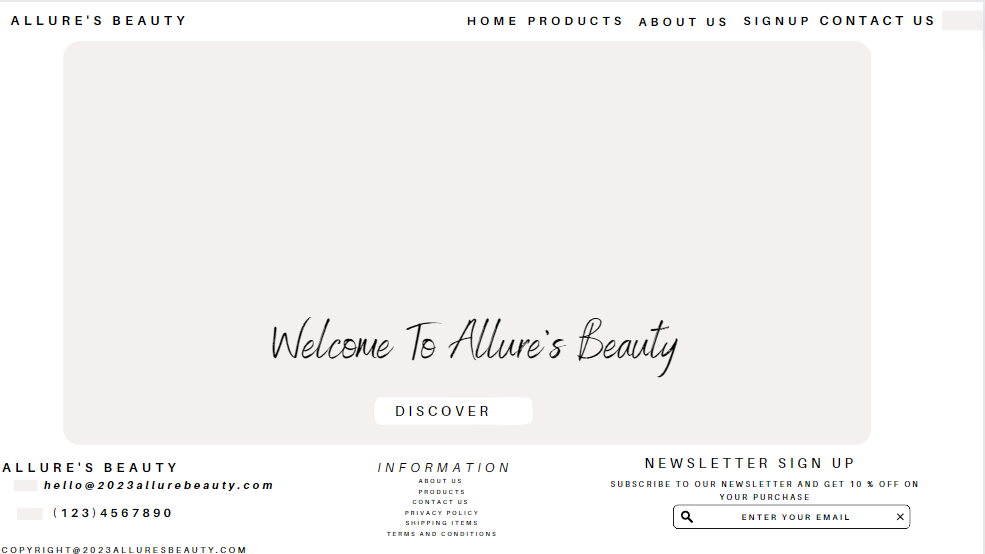 ALLURE'S BEAUTY
HOME PRODUCTS ABOUT US SIGNUP CONTACT US
Welcome To Allure's Beauty
DISCOVER
ALLURE'S BEAUTY
hello@2023allurebeauty.com
(123)4567890
COPYRIGHT@2023ALLURESBEAUTY.COM
INFORMATION
ABOUT US
PRODUCTS
CONTACT US
PRIVACY POLICY
SHIPPING ITEMS
TERMS AND CONDITIONS
NEWSLETTER SIGN UP
SUBSCRIBE TO OUR NEWSLETTER AND GET 10 % OFF ON
YOUR PURCHASE
ENTER YOUR EMAIL